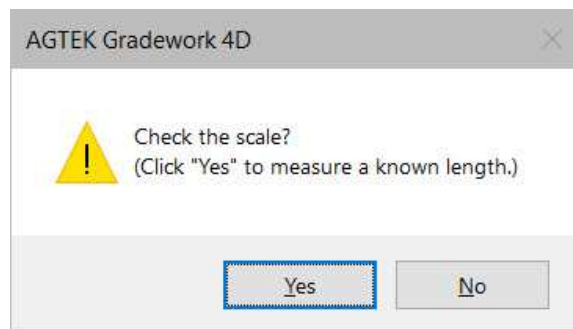 AGTEK Gradework 4D
Check the scale?
(Click "Yes" to measure a known length.)
Yes
No